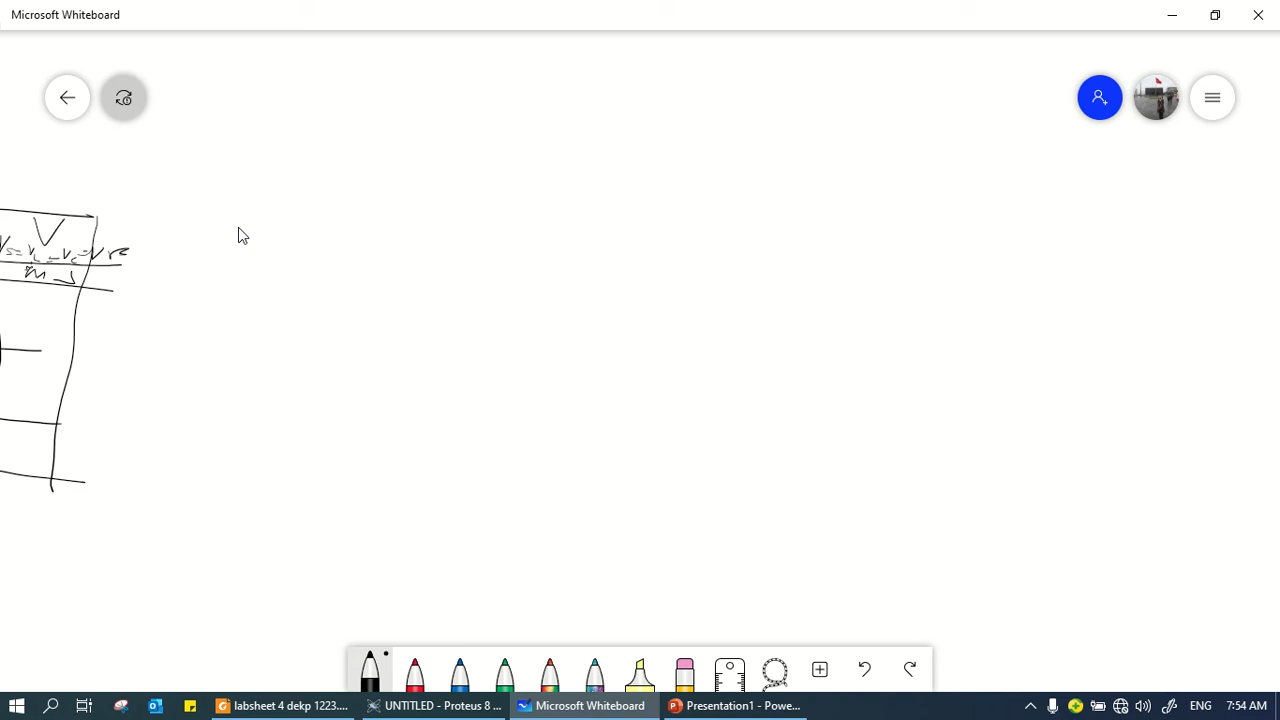 Microsoft Whiteboard
V
labsheet 4 dekp 1223....
UNTITLED - Proteus 8 ...
Microsoft Whiteboard
Presentation1 - Powe...
ENG
7:54 AM